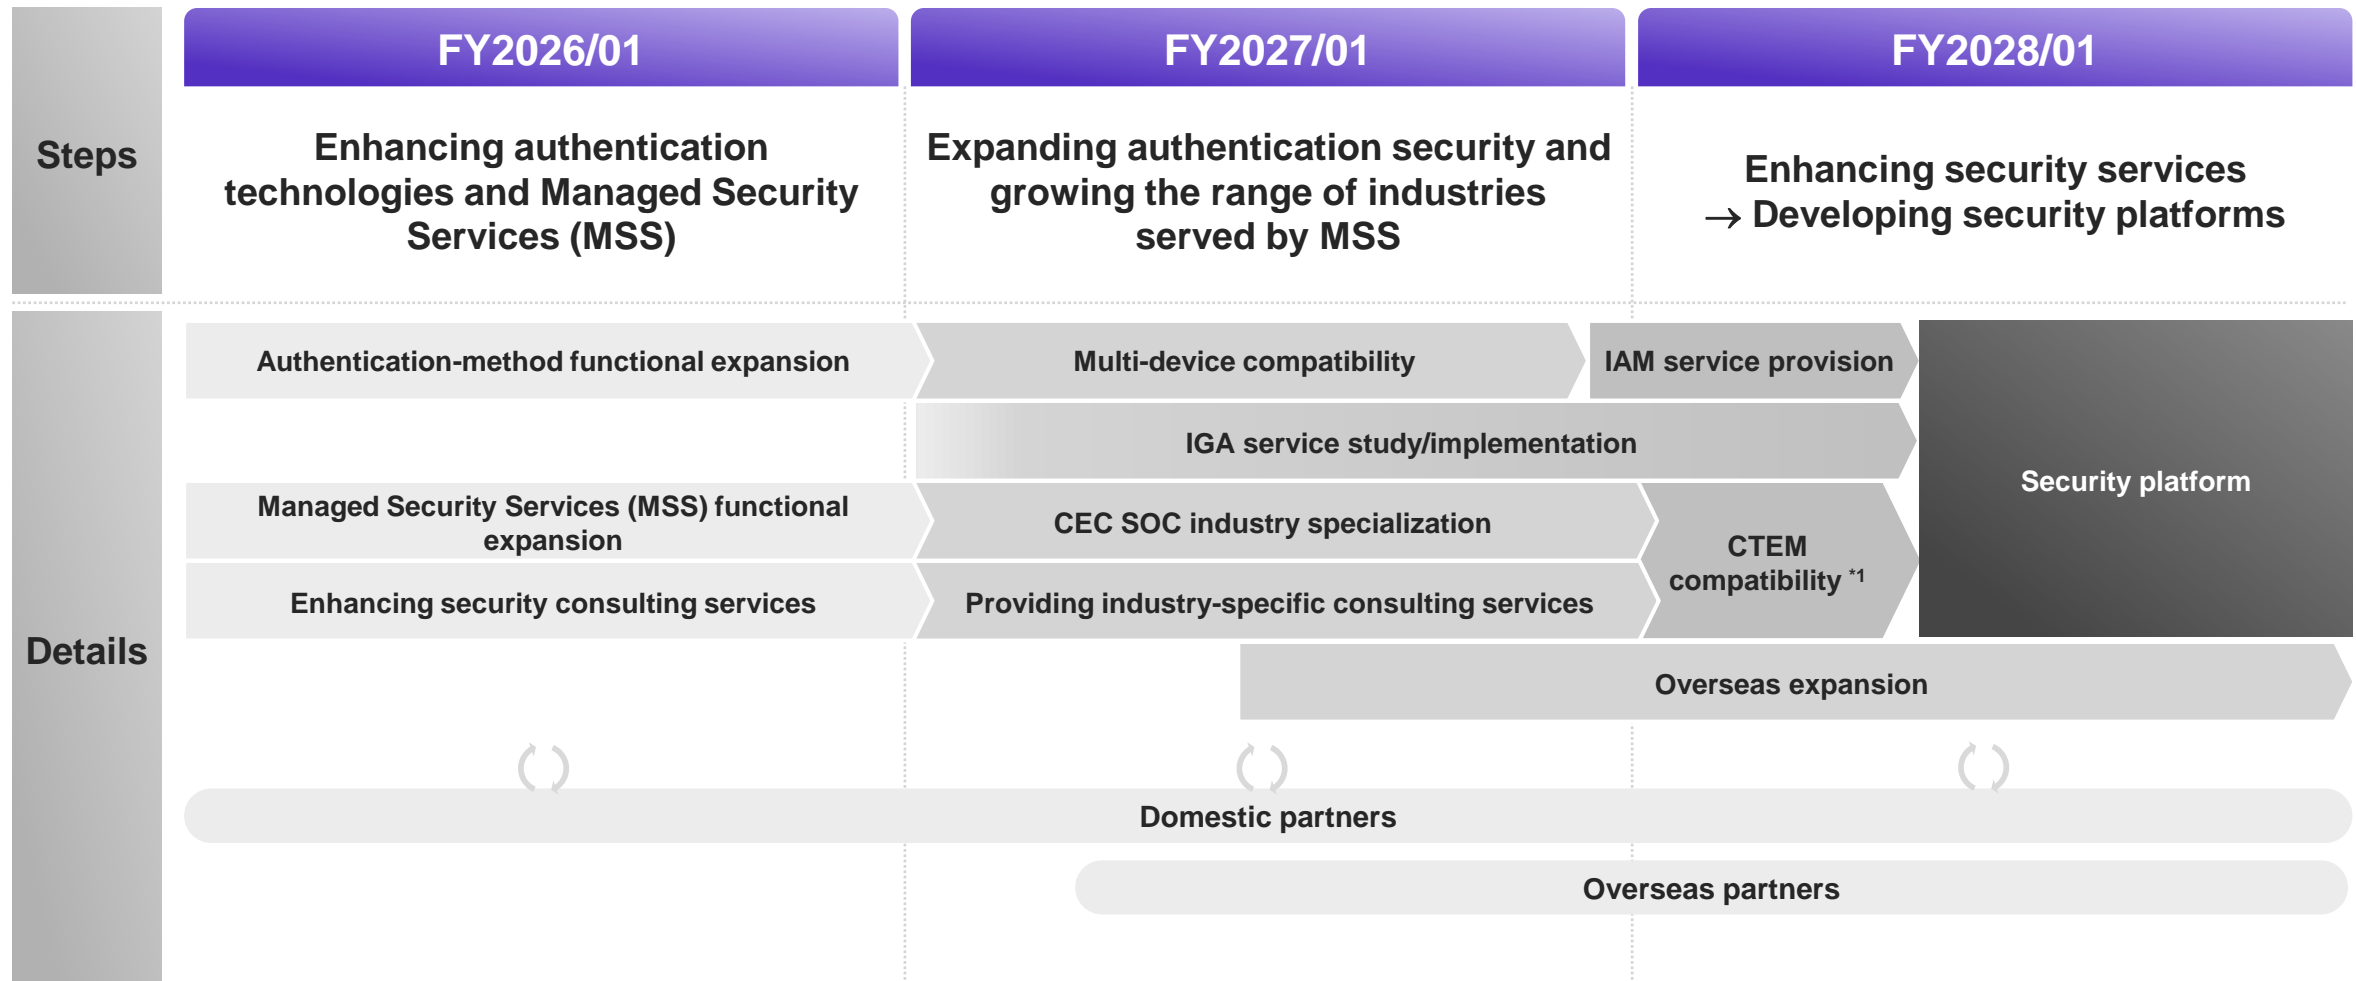 FY2026/01
FY2027/01
FY2028/01
Steps
Enhancing authentication
technologies and Managed Security
Services (MSS)
Expanding authentication security and
growing the range of industries
served by MSS
Enhancing security services
→ Developing security platforms
Details
Authentication-method functional expansion
Multi-device compatibility
IAM service provision
IGA service study/implementation
Security platform
Managed Security Services (MSS) functional
expansion
CEC SOC industry specialization
CTEM
compatibility *1
Enhancing security consulting services
Providing industry-specific consulting services
Overseas expansion
Domestic partners
Overseas partners